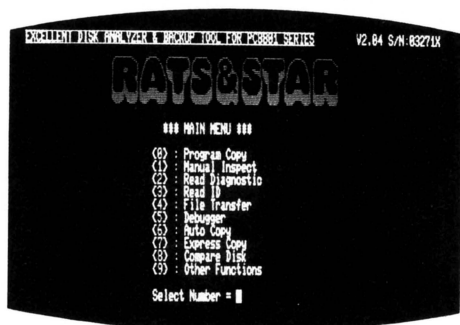 EXCELLENT DISK ANALYZER & BACKUP TOOL FOR PC8801 SERIES V2.04 S/N:03271X
RATS&STAR
### MAIN MENU ###
(0) : Program Copy
(1) : Manual Inspect
(2) : Read Diagnostic
(3) : Read ID
(4) : File Transfer
(5) : Debugger
(6) : Auto Copy
(7) : Express Copy
(8) : Compare Disk
(9) : Other Functions
Select Number =